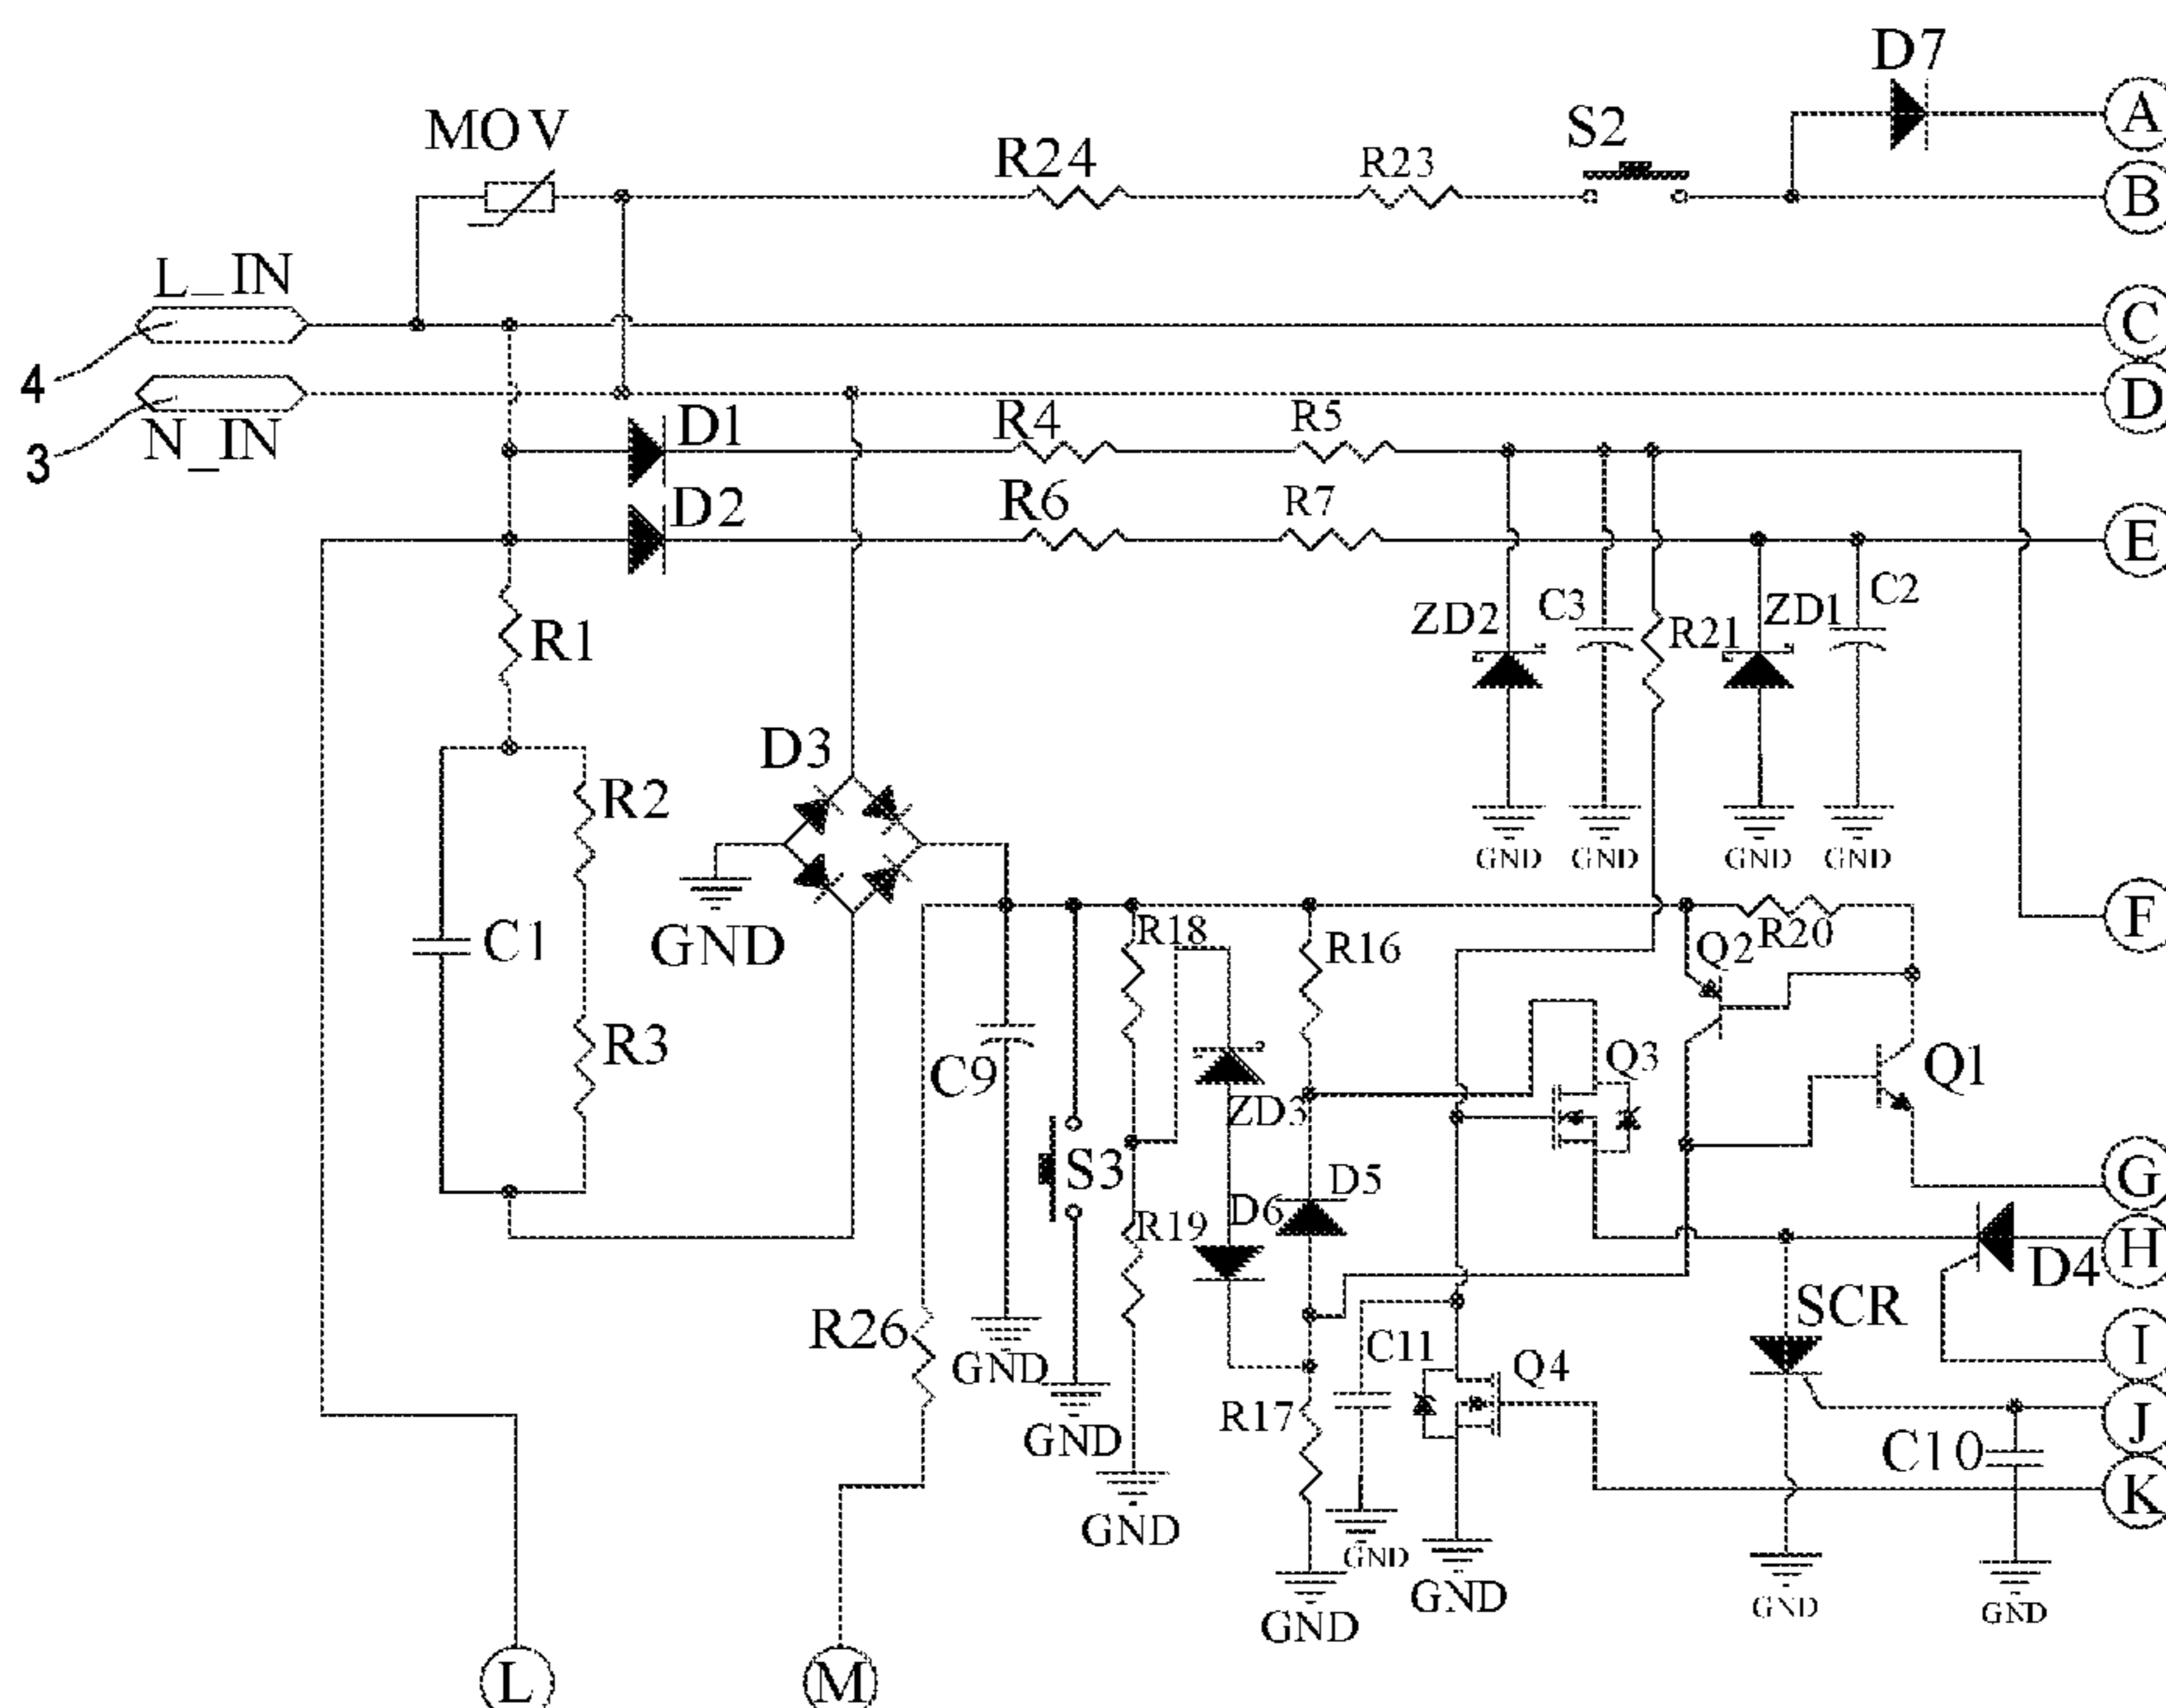 D7
A
MOV
R24
R23
S2
B
L_IN
4
C
3
N_IN
D
D1
R4
R5
D2
R6
R7
E
R1
ZD2
C3
R21
ZD1
C2
D3
R2
GND
GND
GND
GND
C1
GND
R18
R16
Q2
R20
F
R3
C9
ZD3
Q3
Q1
S3
D6
D5
G
R19
D4
H
R26
GND
C11
Q4
SCR
I
GND
R17
C10
J
K
GND
GND
GND
GND
GND
GND
L
M